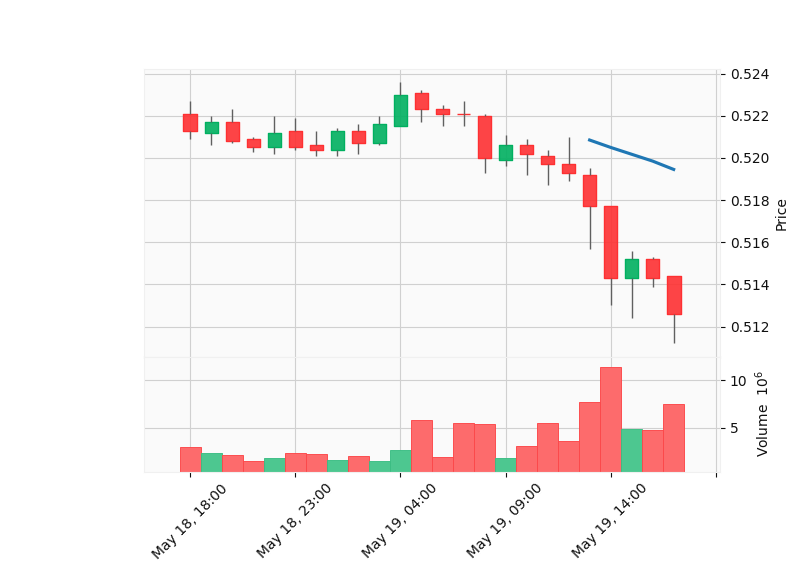 0.524
0.522
0.520
0.518
0.516
0.514
0.512
Price
10
5
Volume 10^6
May 18, 18:00
May 18, 23:00
May 19, 04:00
May 19, 09:00
May 19, 14:00